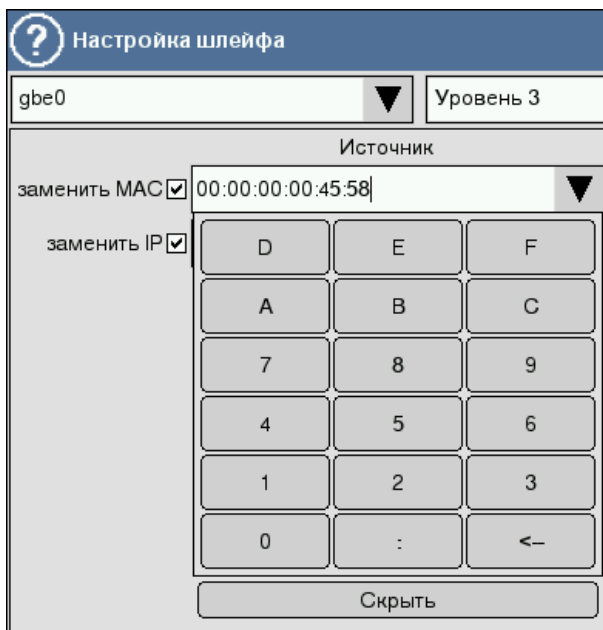 ? Настройка шлейфа
gbe0 Уровень 3
Источник
заменить MAC 00:00:00:00:45:58
заменить IP
D E F
A B C
7 8 9
4 5 6
1 2 3
0 : <–
Скрыть